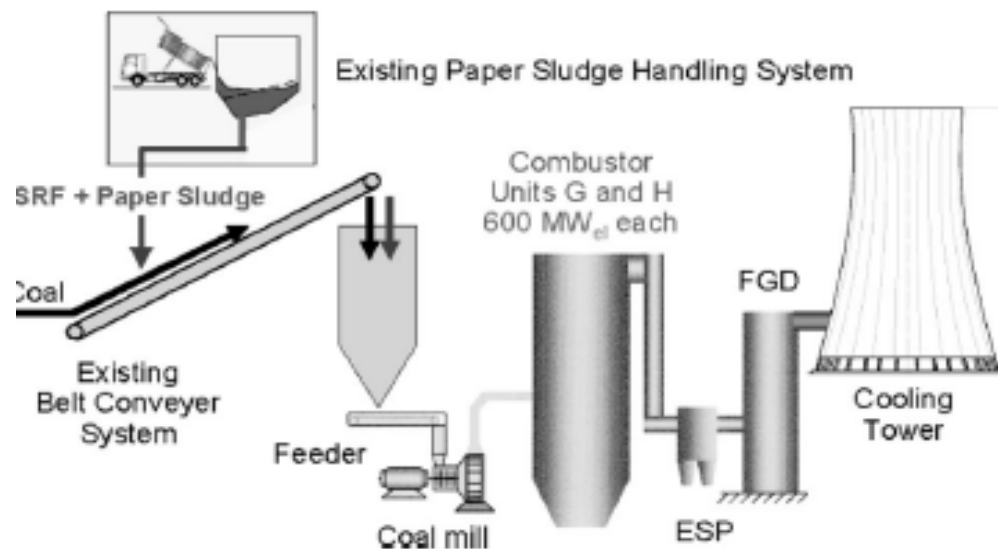 Existing Paper Sludge Handling System
SRF + Paper Sludge
Combustor
Units G and H
600 MWel each
FGD
Coal
Existing
Belt Conveyer
System
Feeder
Coal mill
ESP
Cooling
Tower